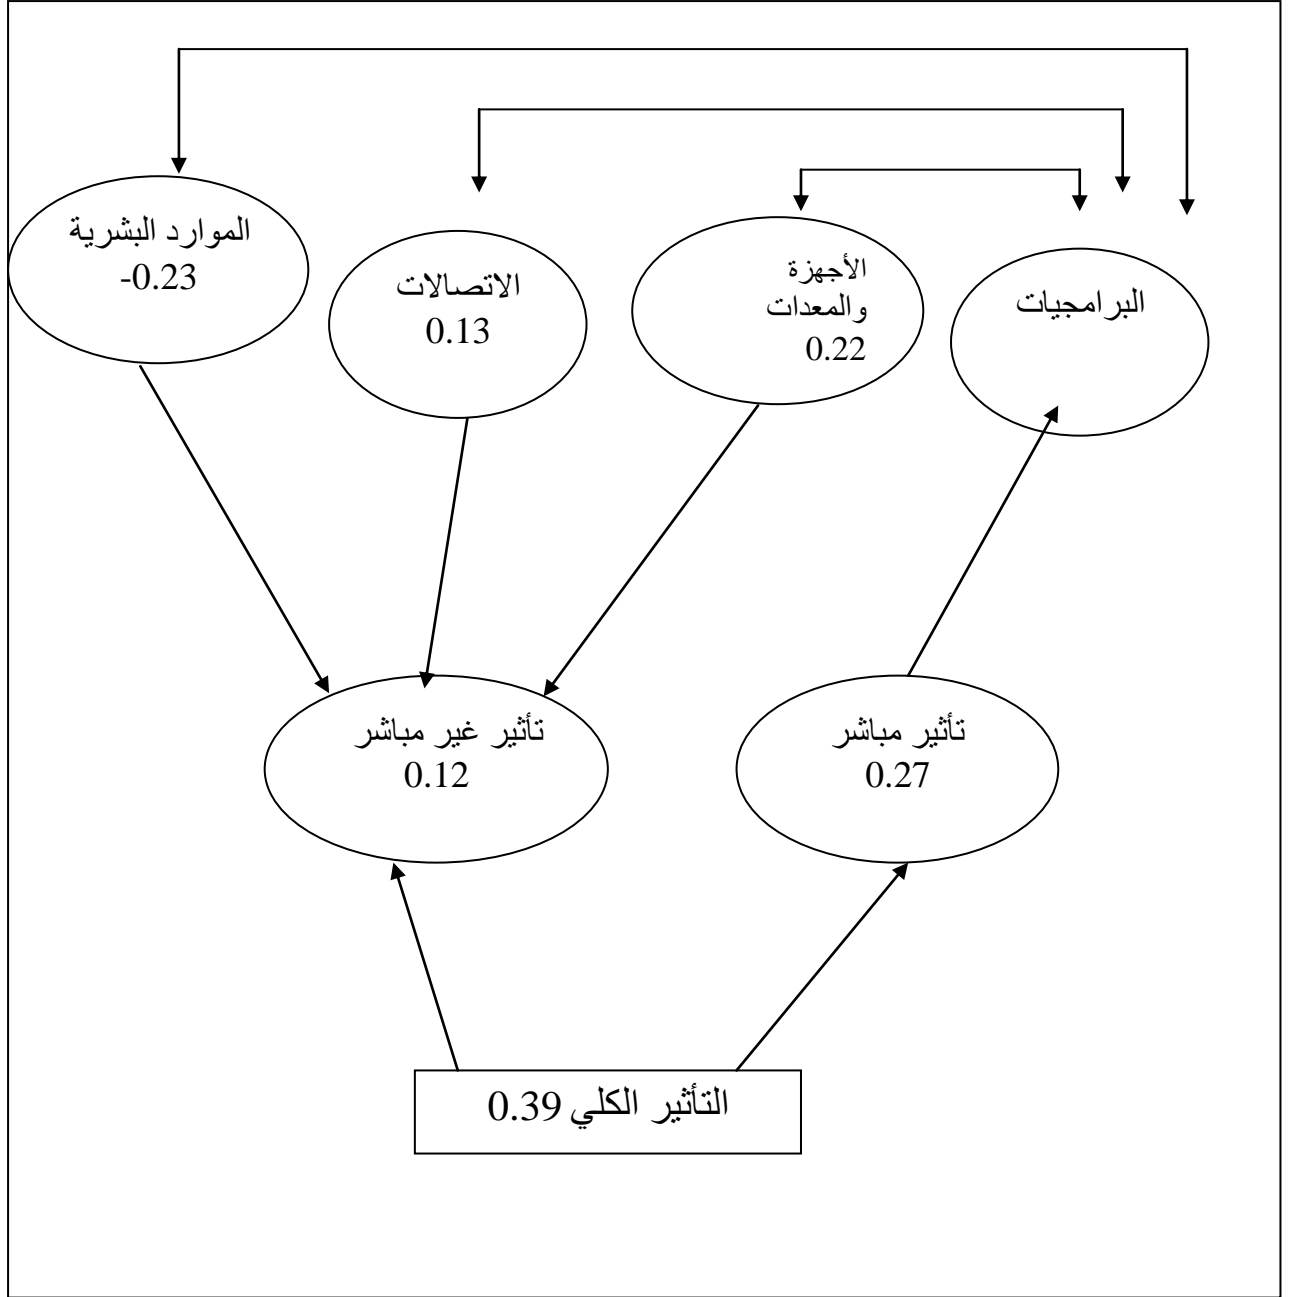 الموارد البشرية
-0.23
الاتصالات
0.13
الأجهزة
والمعدات
0.22
البرامجيات
تأثير غير مباشر
0.12
تأثير مباشر
0.27
التأثير الكلي 0.39